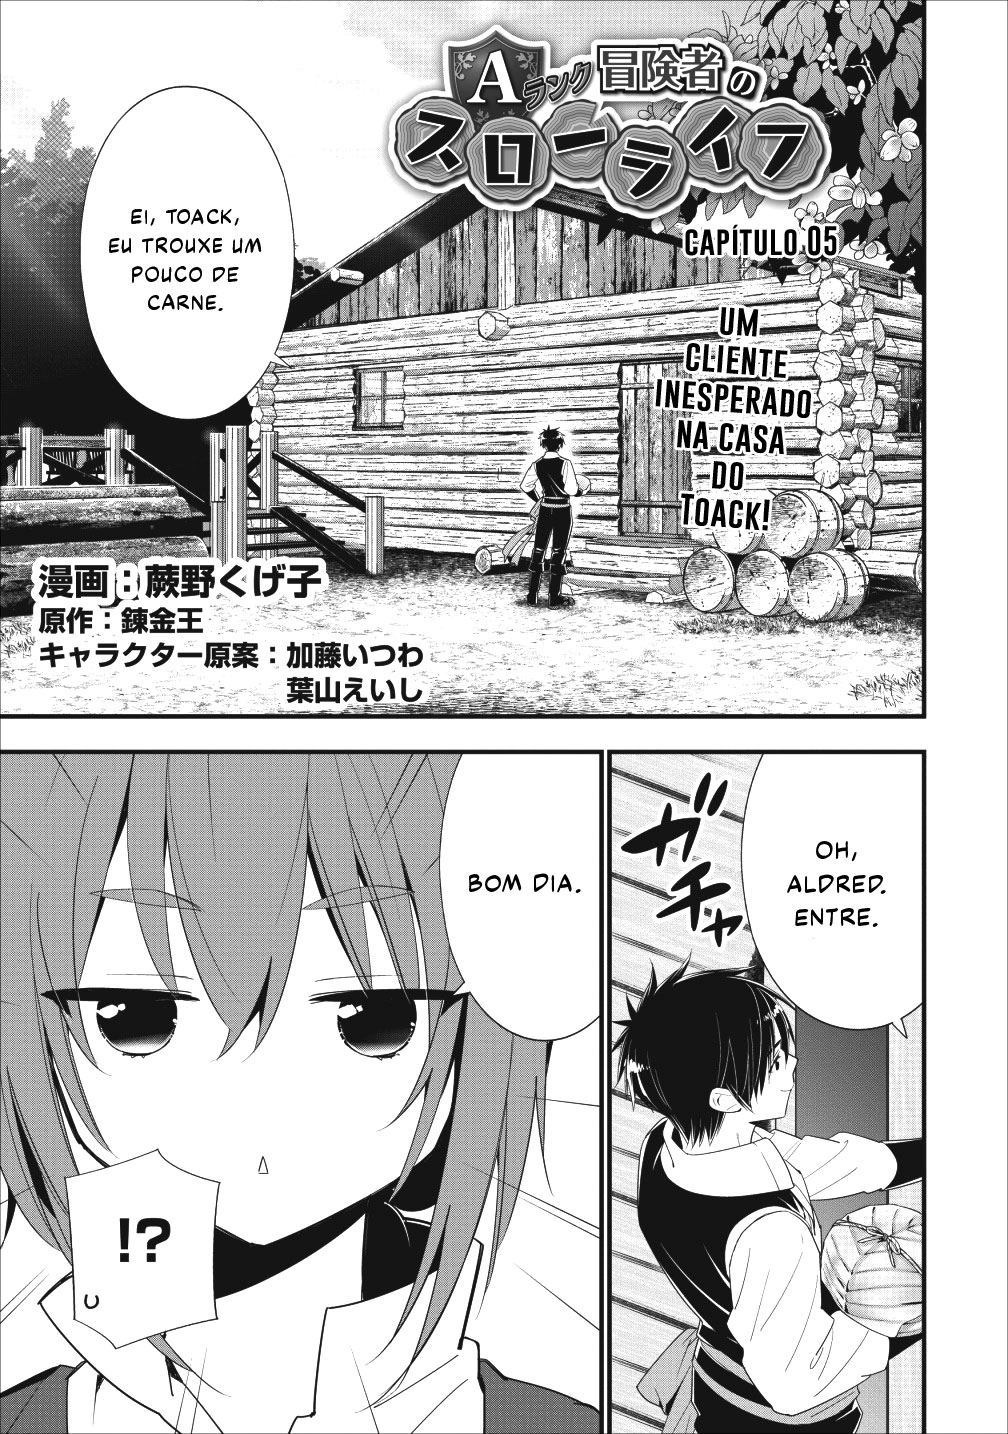 Aランク冒険者の
スローライフ
CAPÍTULO 05
UM
CLIENTE
INESPERADO
NA CASA
DO
TOACK!
EI, TOACK,
EU TROUXE UM
POUCO DE
CARNE.
漫画：蕨野くげ子
原作：錬金王
キャラクター原案：加藤いつわ
葉山えいし
OH,
ALDRED.
ENTRE.
ガチャ
BOM DIA.
!?